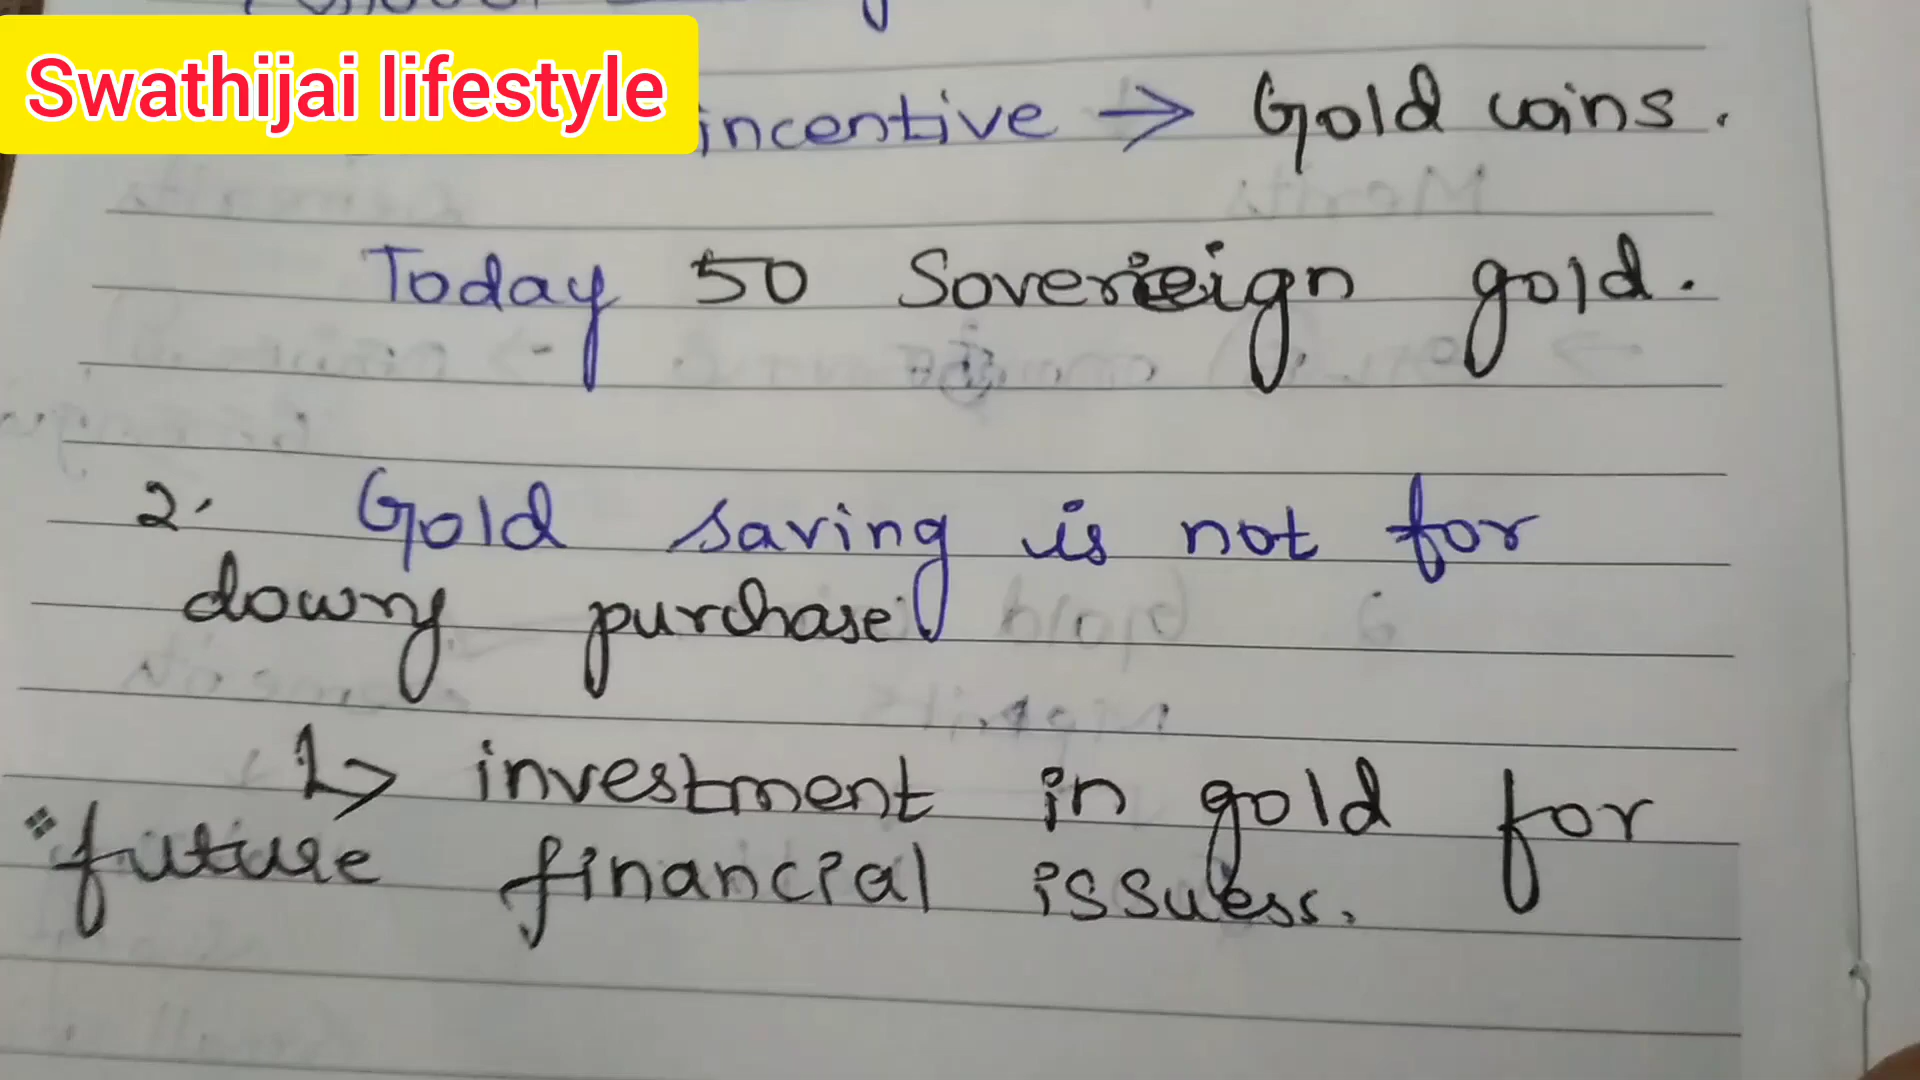 Swathijai lifestyle
incentive → Gold coins.
Today 50 Sovereign gold.
2. Gold saving is not for
dowry purchase
1> investment in gold for
future financial issues.